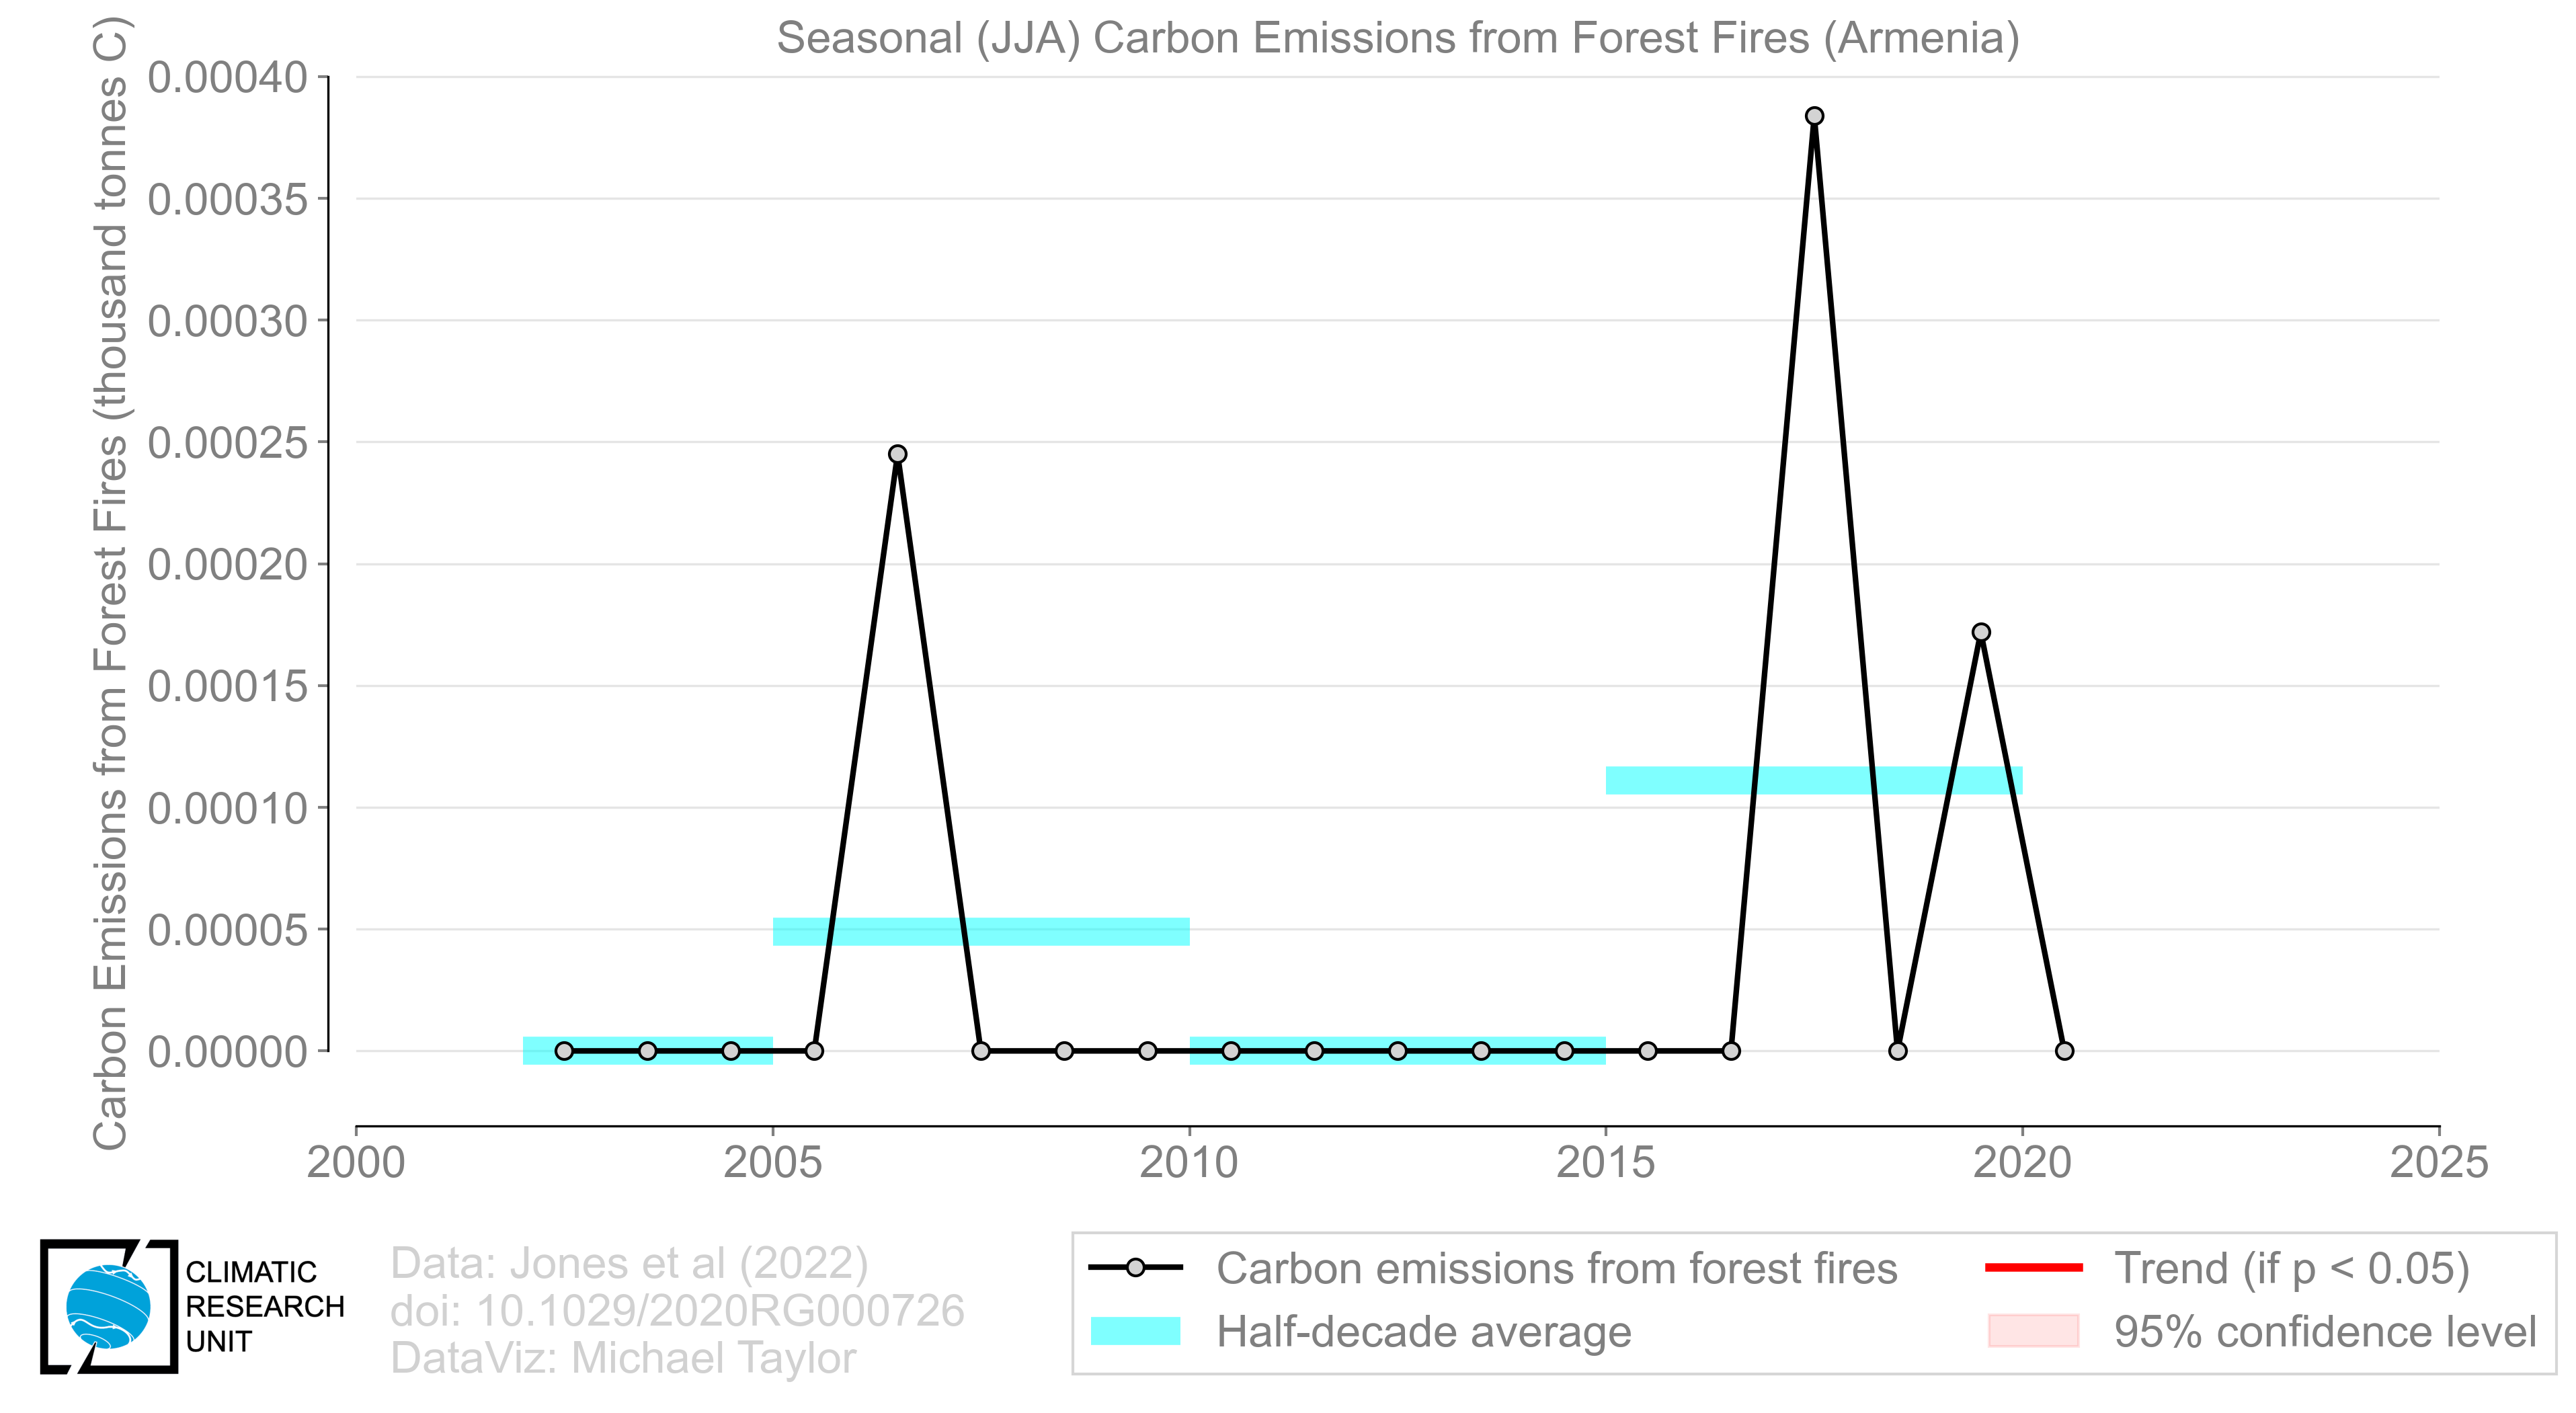 Seasonal (JJA) Carbon Emissions from Forest Fires (Armenia)
Carbon Emissions from Forest Fires (thousand tonnes C)
0.00040
0.00035
0.00030
0.00025
0.00020
0.00015
0.00010
0.00005
0.00000
2000 2005 2010 2015 2020 2025
CLIMATIC
RESEARCH
UNIT
Data: Jones et al (2022)
doi: 10.1029/2020RG000726
DataViz: Michael Taylor
Carbon emissions from forest fires
Half-decade average
Trend (if p < 0.05)
95% confidence level